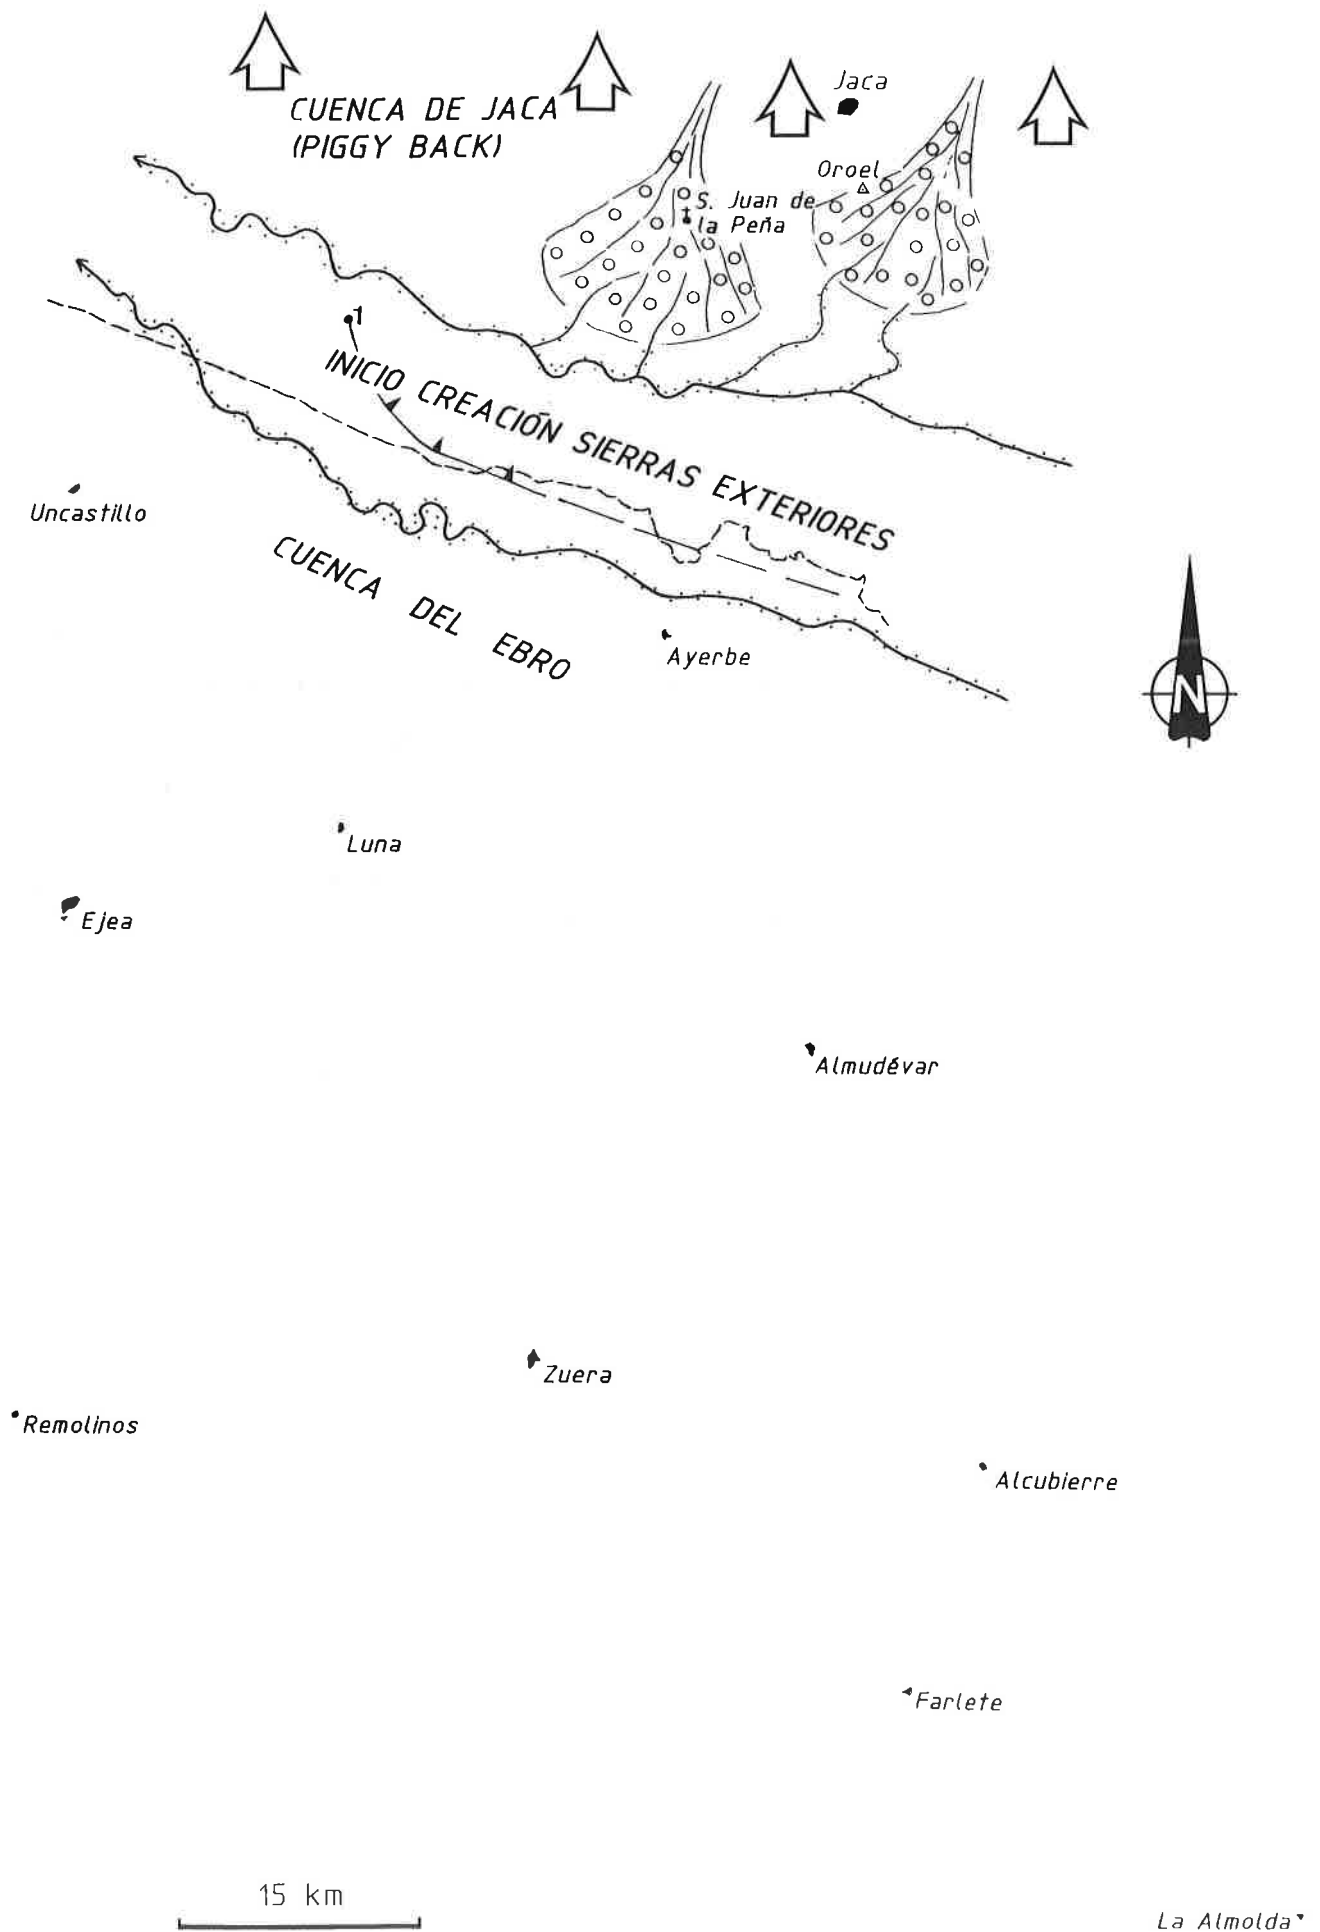 Jaca
CUENCA DE JACA
(PIGGY BACK)
Oroel
S. Juan de
la Peña
1
INICIO CREACIÓN SIERRAS EXTERIORES
Uncastillo
CUENCA DEL EBRO
Ayerbe
N
Luna
Ejea
Almudévar
Zuera
Remolinos
Alcubierre
Farlete
15 km
La Almolda